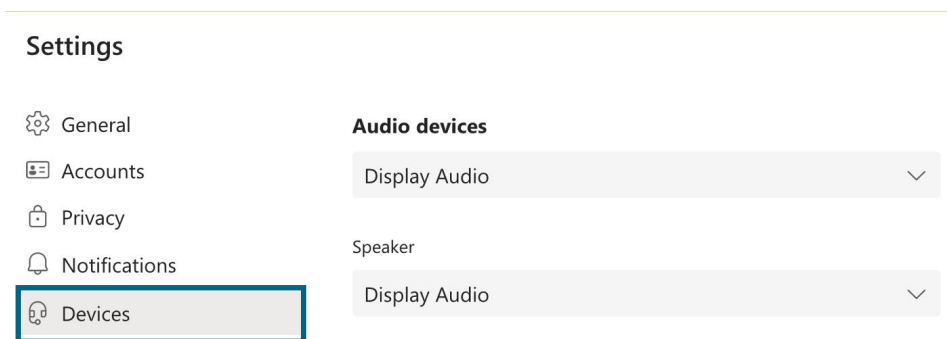 Settings
General
Accounts
Privacy
Notifications
Devices
Audio devices
Display Audio
Speaker
Display Audio